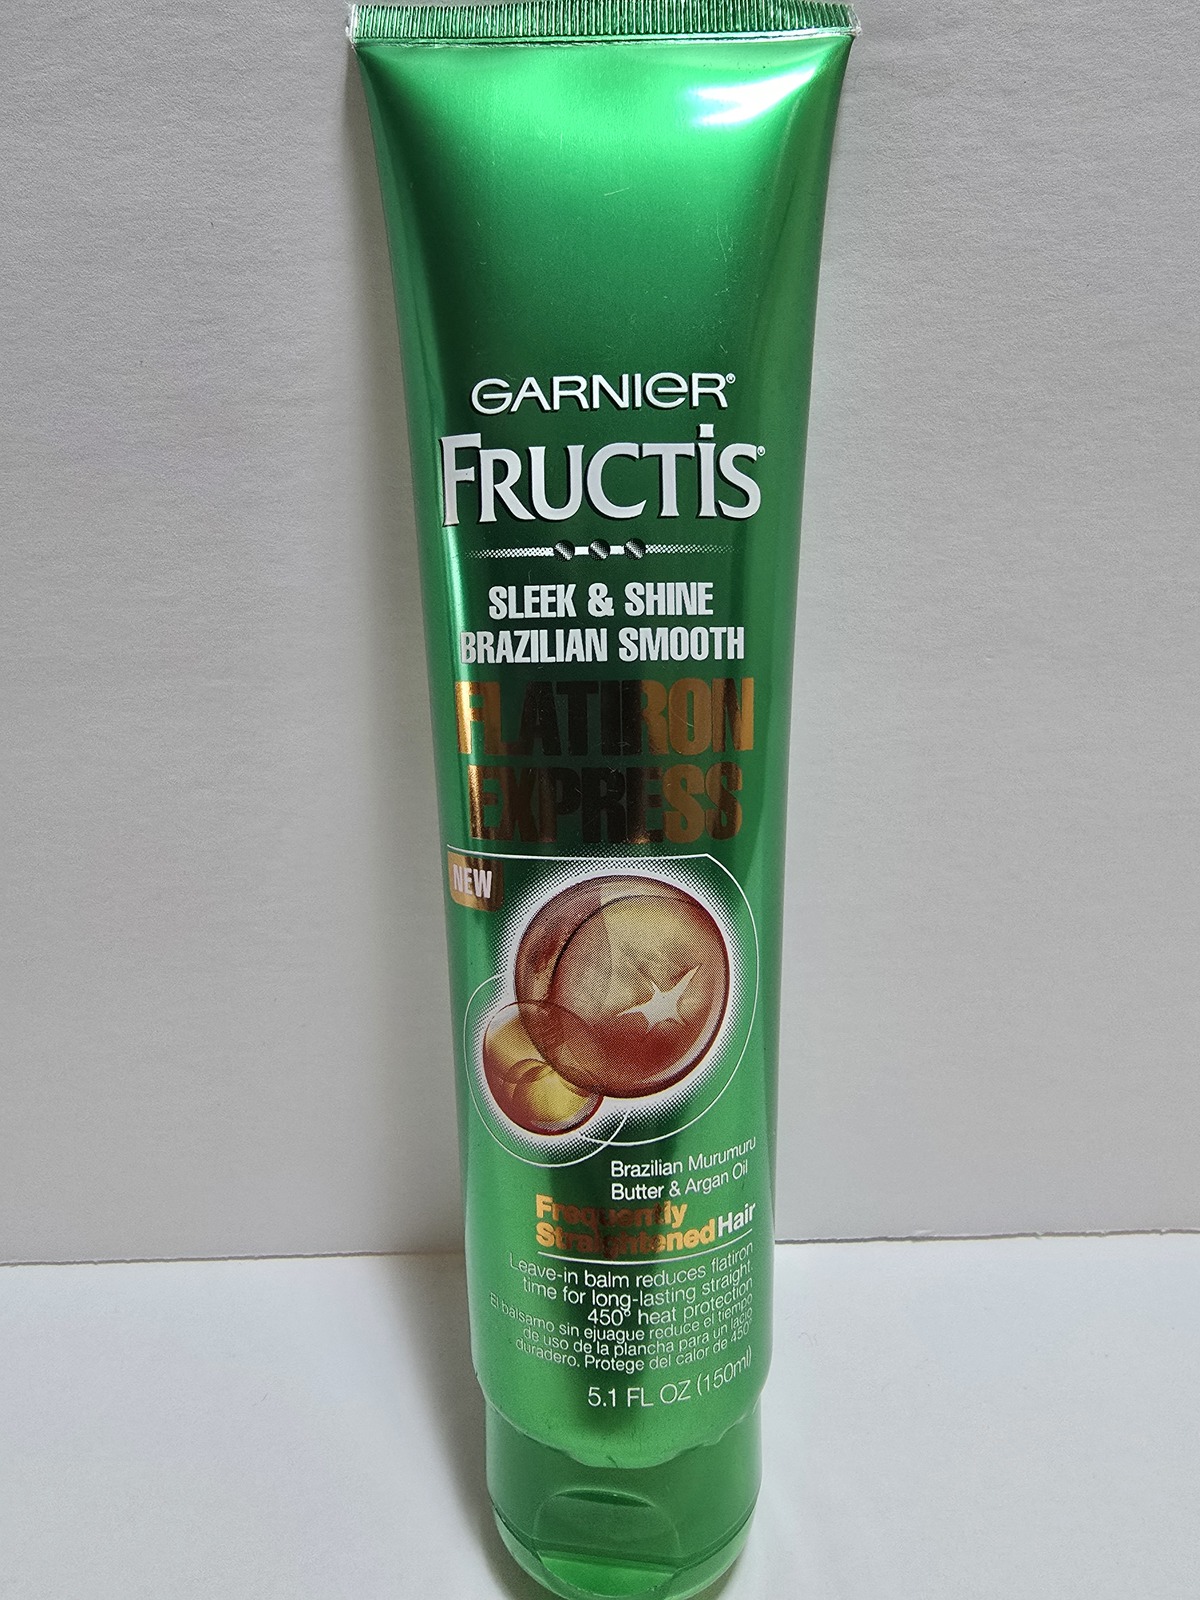 GARNIER®
FRUCTIS®
SLEEK & SHINE
BRAZILIAN SMOOTH
FLATIRON
EXPRESS
NEW
Brazilian Murumuru
Butter & Argan Oil
Frequently
Straightened Hair
Leave-in balm reduces flatiron
time for long-lasting straight.
450° heat protection
El bálsamo sin ejuague reduce el tiempo
de uso de la plancha para un lacio
duradero. Protege del calor de 450°
5.1 FL OZ (150ml)